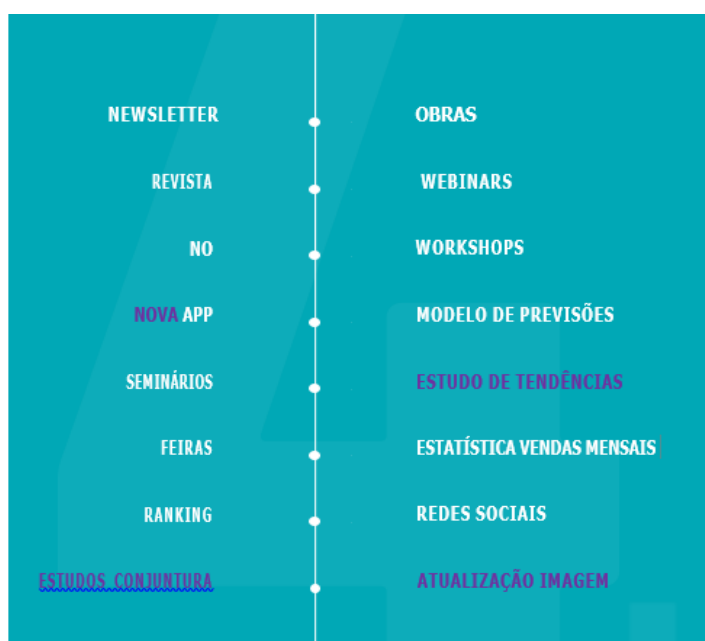 NEWSLETTER
OBRAS
REVISTA
WEBINARS
NO
WORKSHOPS
NOVA APP
MODELO DE PREVISÕES
SEMINÁRIOS
ESTUDO DE TENDÊNCIAS
FEIRAS
ESTATÍSTICA VENDAS MENSAIS
RANKING
REDES SOCIAIS
ESTUDOS CONJUNTURA
ATUALIZAÇÃO IMAGEM